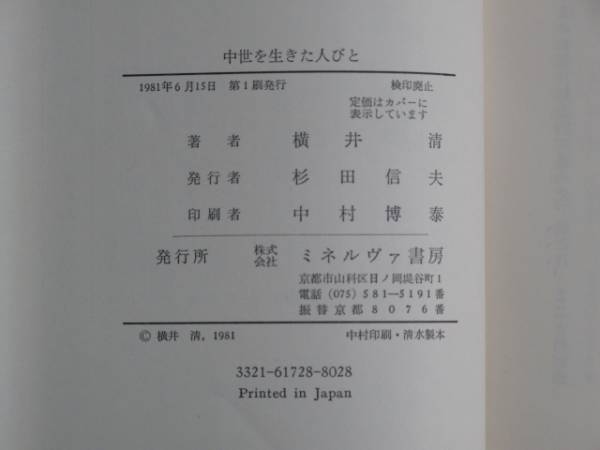 中世を生きた人びと
1981年6月15日 第1刷発行 検印廃止
定価はカバーに
表示しています
著者 横井清
発行者 杉田信夫
印刷者 中村博泰
発行所 株式会社 ミネルヴァ書房
京都市山科区日ノ岡堤谷町1
電話 (075) 581—5191番
振替京都8076番
© 横井 清, 1981 中村印刷・清水製本
3321-61728-8028
Printed in Japan